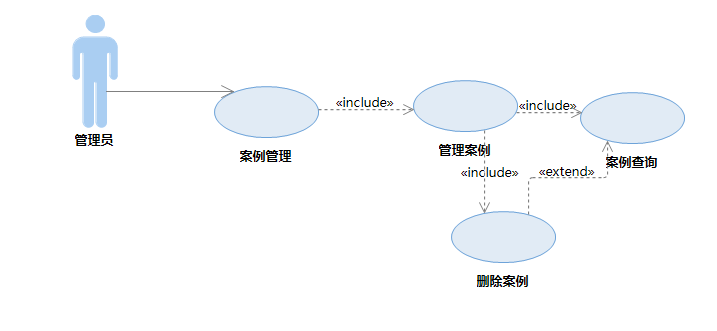 管理员
案例管理
«include»
管理案例
«include»
案例查询
«include»
«extend»
删除案例